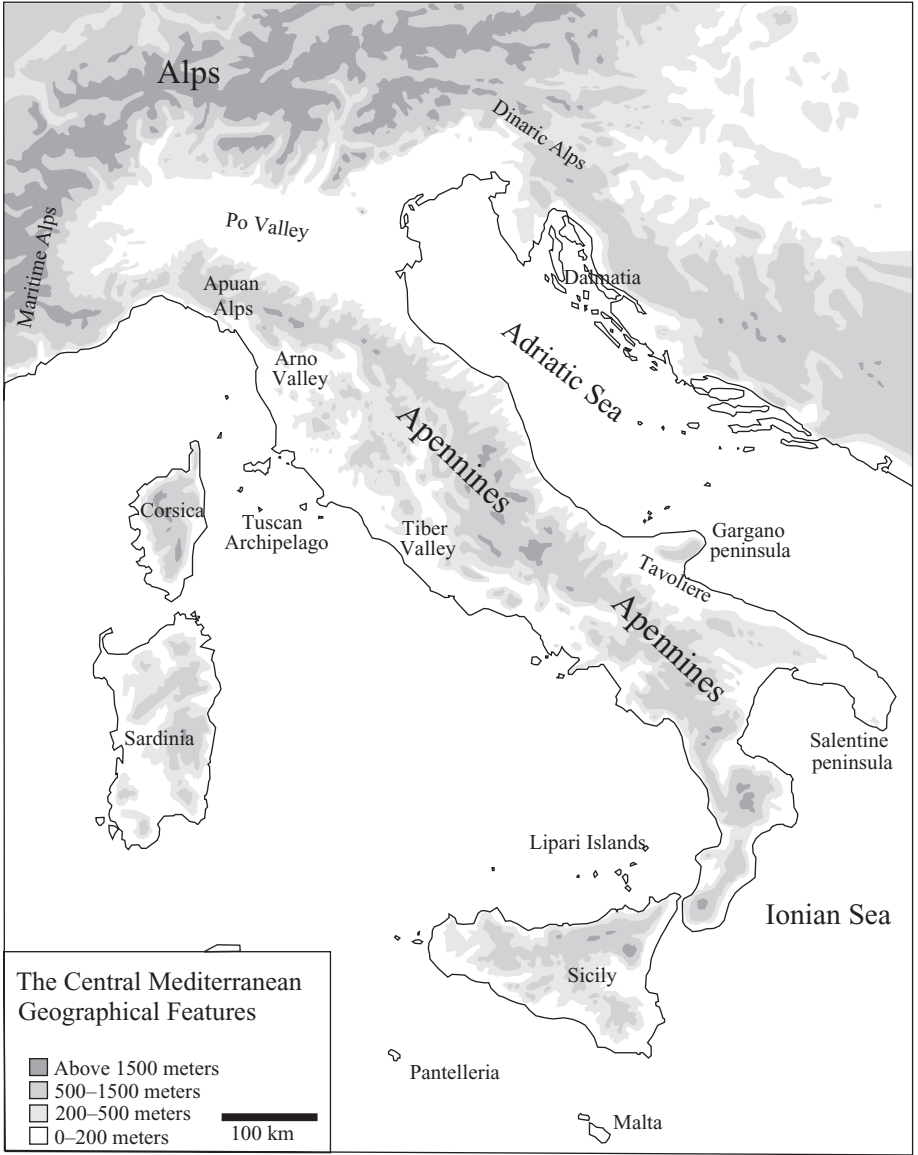 Alps
Dinaric Alps
Maritime Alps
Po Valley
Apuan
Alps
Dalmatia
Arno
Valley
Adriatic Sea
Apennines
Corsica
Tuscan
Archipelago
Tiber
Valley
Gargano
peninsula
Tavoliere
Apennines
Sardinia
Salentine
peninsula
Lipari Islands
Ionian Sea
Sicily
The Central Mediterranean
Geographical Features
Above 1500 meters
500–1500 meters
200–500 meters
0–200 meters
100 km
Pantelleria
Malta